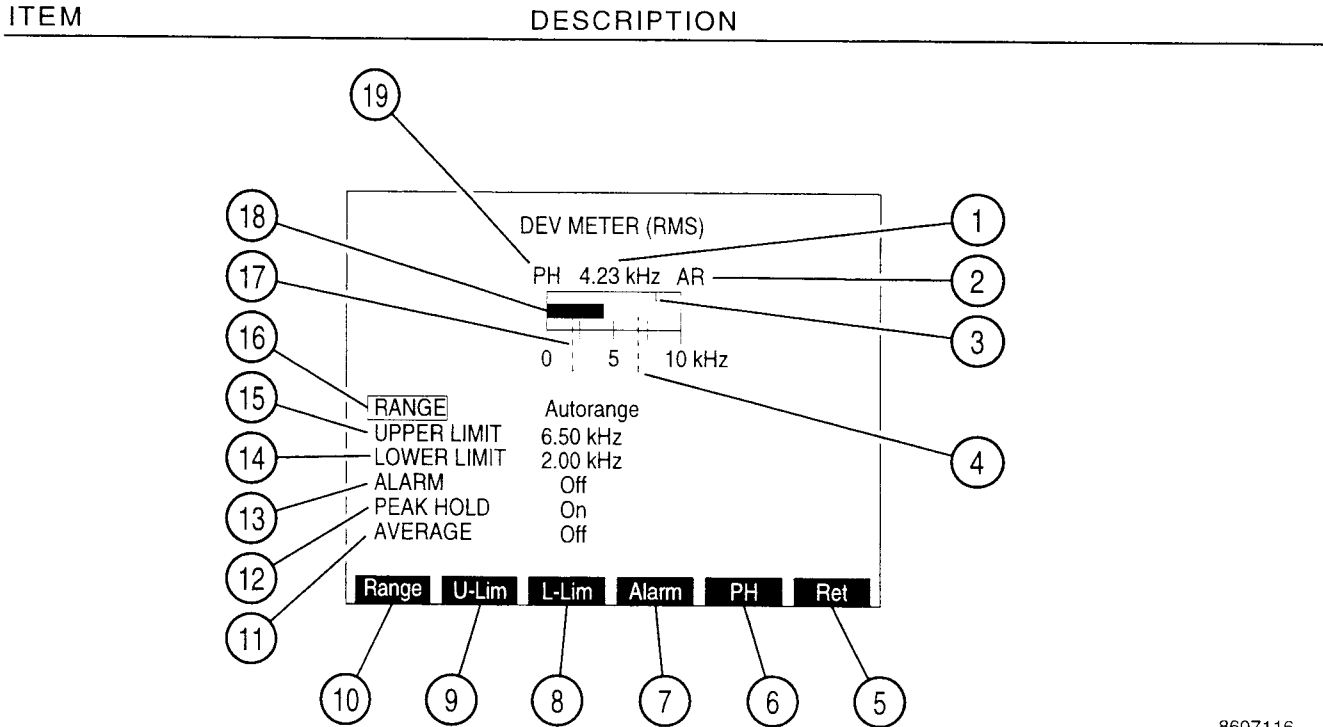 ITEM DESCRIPTION
19
18
17
16
15
14
13
12
11
DEV METER (RMS)
PH 4.23 kHz AR
0 5 10 kHz
1
2
3
4
RANGE Autorange
UPPER LIMIT 6.50 kHz
LOWER LIMIT 2.00 kHz
ALARM Off
PEAK HOLD On
AVERAGE Off
Range U-Lim L-Lim Alarm PH Ret
10 9 8 7 6 5